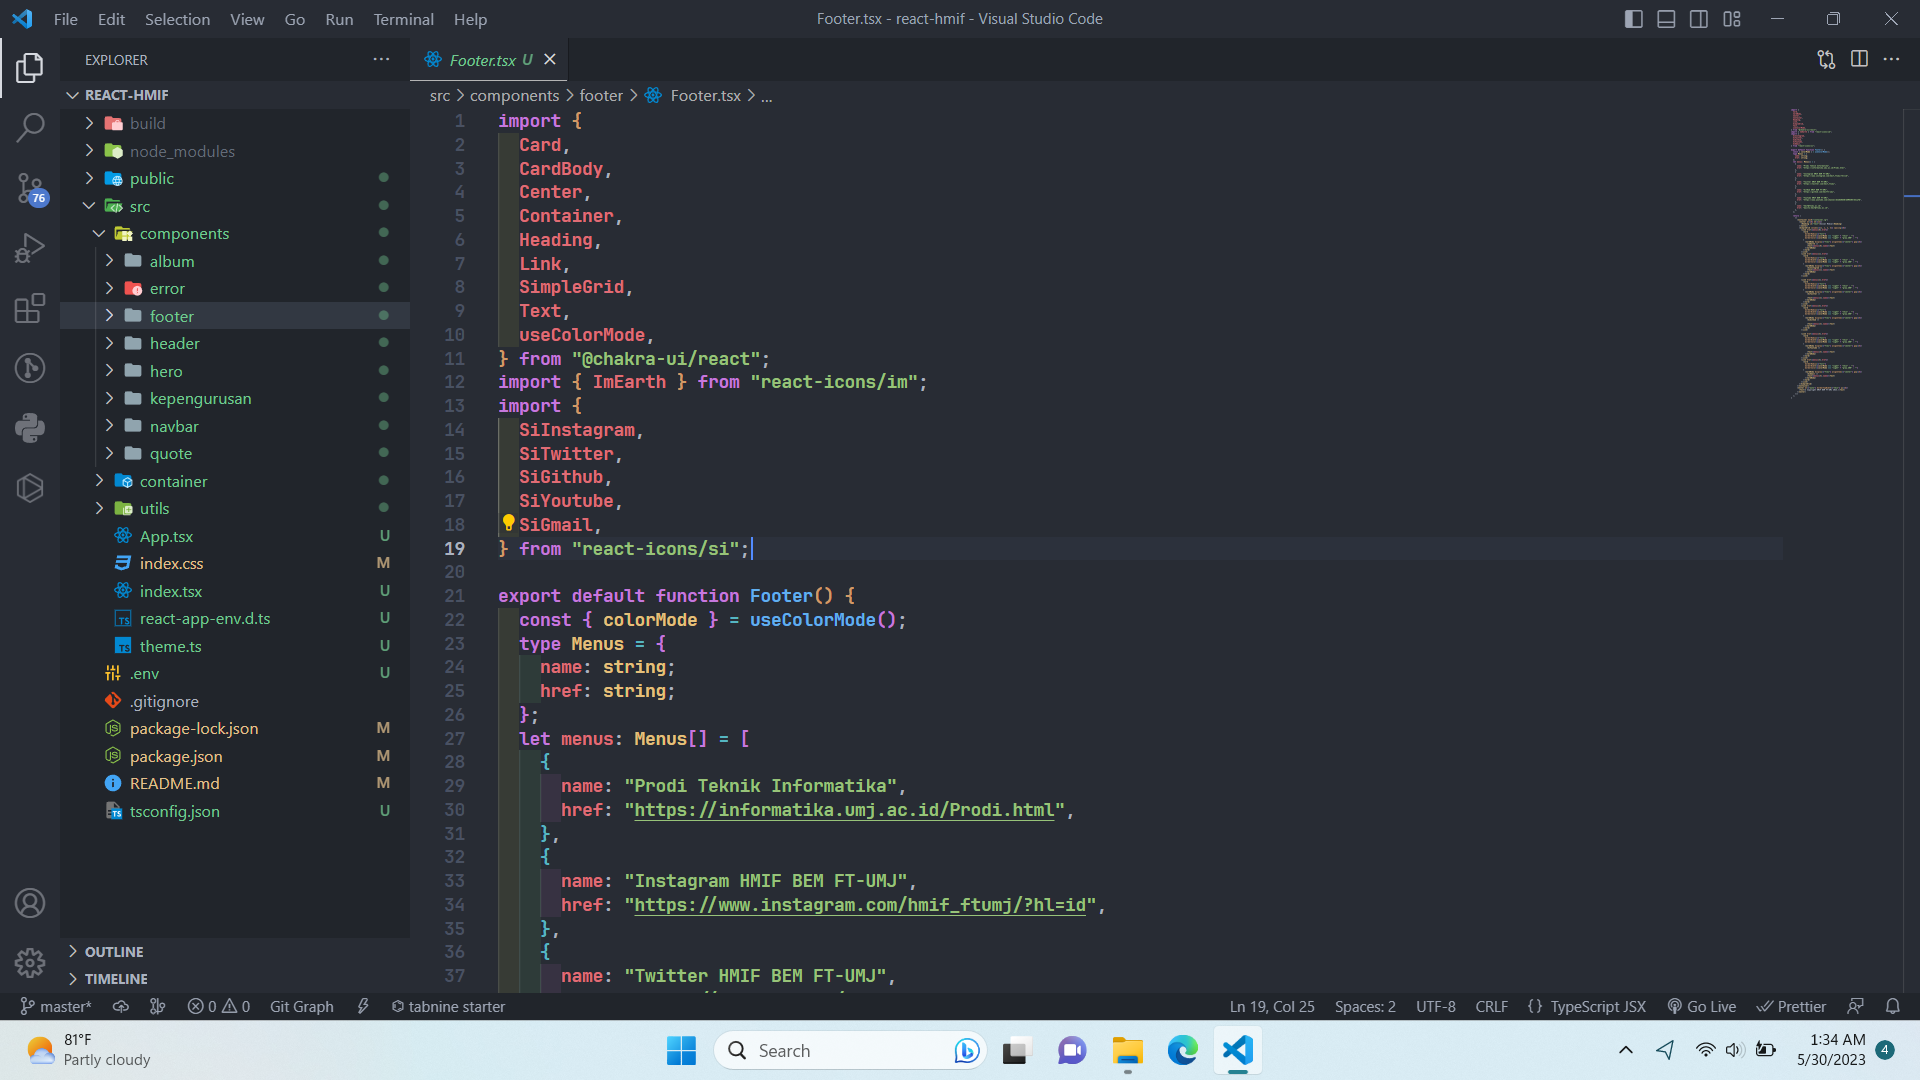 File Edit Selection View Go Run Terminal Help
Footer.tsx - react-hmif - Visual Studio Code
EXPLORER
Footer.tsx U
REACT-HMIF
src > components > footer > Footer.tsx > ...
build
node_modules
public
src
76
components
album
error
footer
header
hero
kepengurusan
navbar
quote
container
utils
App.tsx U
index.css M
index.tsx U
react-app-env.d.ts U
theme.ts U
.env U
.gitignore
package-lock.json M
package.json M
README.md M
tsconfig.json U
OUTLINE
TIMELINE
1 import {
2 Card,
3 CardBody,
4 Center,
5 Container,
6 Heading,
7 Link,
8 SimpleGrid,
9 Text,
10 useColorMode,
11 } from "@chakra-ui/react";
12 import { ImEarth } from "react-icons/im";
13 import {
14 SiInstagram,
15 SiTwitter,
16 SiGithub,
17 SiYoutube,
18 SiGmail,
19 } from "react-icons/si";
20
21 export default function Footer() {
22 const { colorMode } = useColorMode();
23 type Menus = {
24 name: string;
25 href: string;
26 };
27 let menus: Menus[] = [
28 {
29 name: "Prodi Teknik Informatika",
30 href: "https://informatika.umj.ac.id/Prodi.html",
31 },
32 {
33 name: "Instagram HMIF BEM FT-UMJ",
34 href: "https://www.instagram.com/hmif_ftumj/?hl=id",
35 },
36 {
37 name: "Twitter HMIF BEM FT-UMJ",
master* 0 0 Git Graph tabnine starter Ln 19, Col 25 Spaces: 2 UTF-8 CRLF {} TypeScript JSX Go Live Prettier
81°F
Partly cloudy
Search
1:34 AM
5/30/2023
4